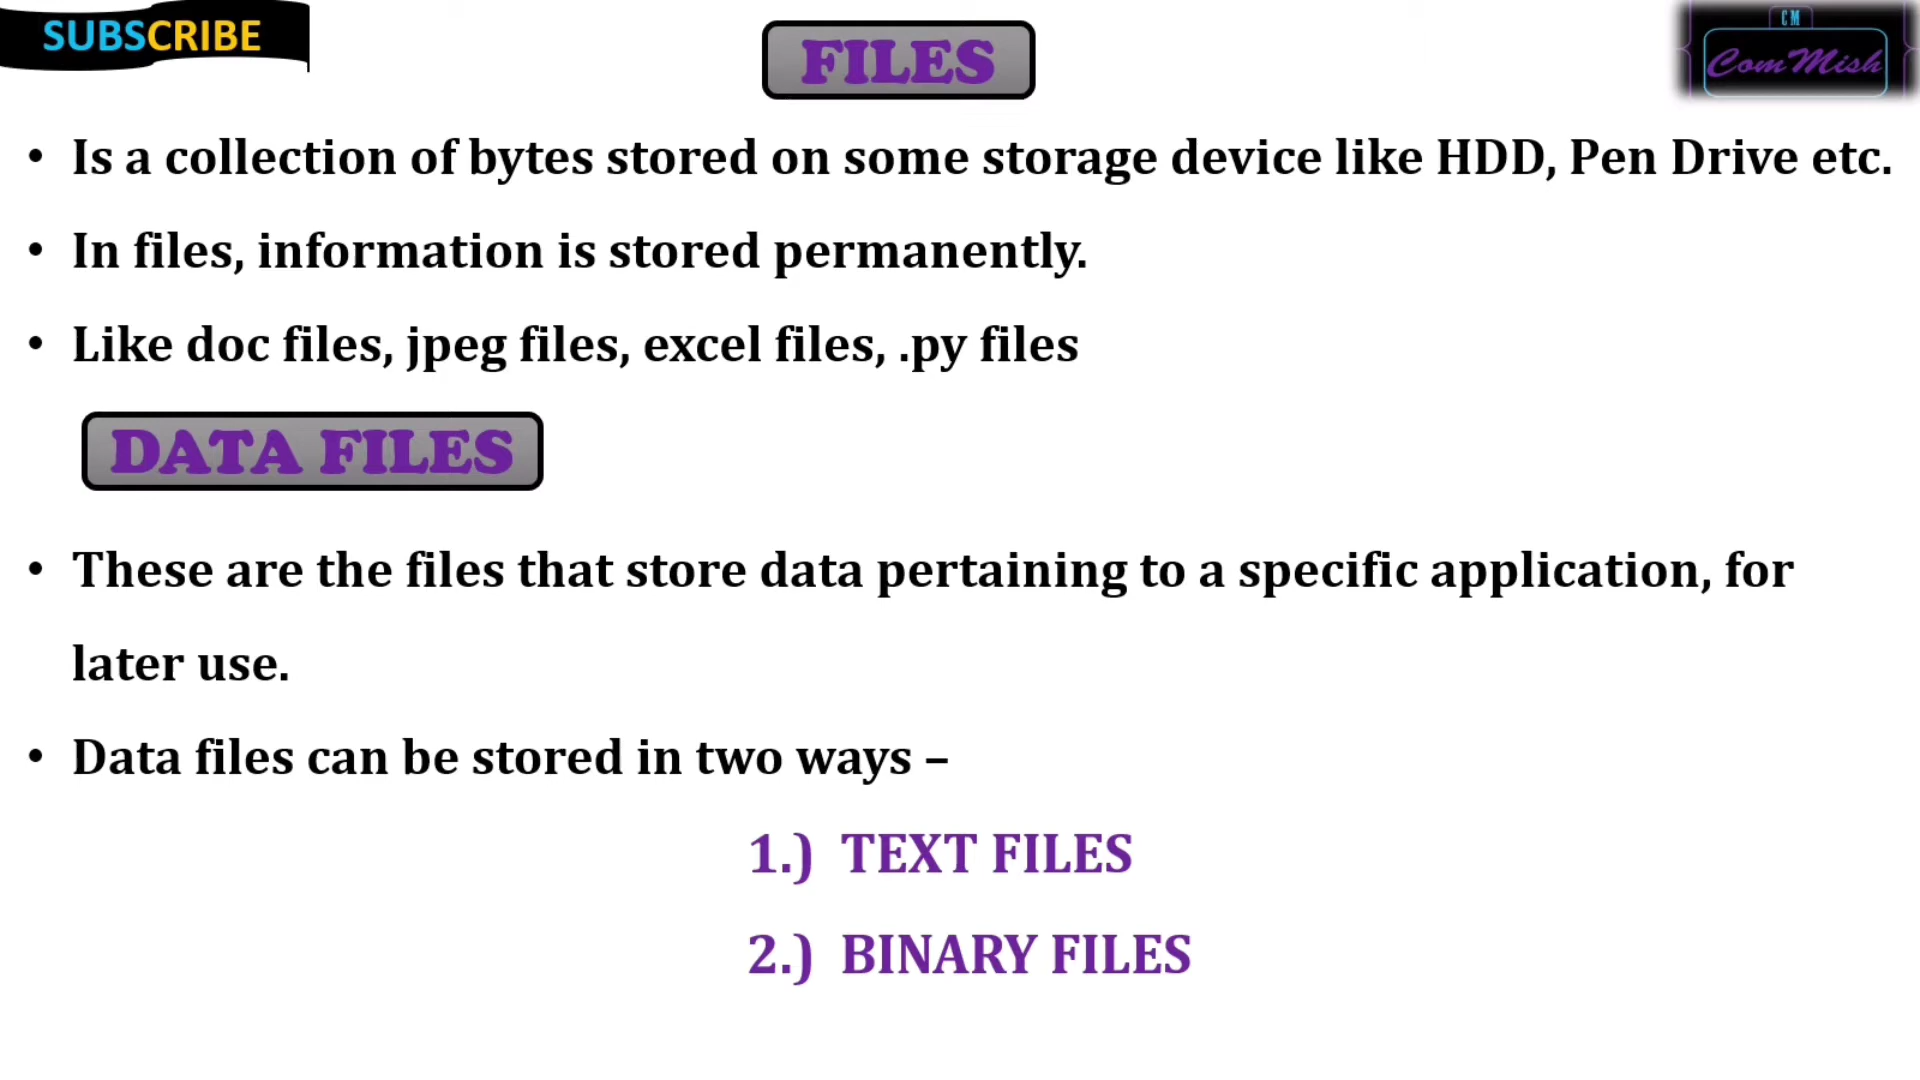 SUBSCRIBE
FILES
CM
ComMish
• Is a collection of bytes stored on some storage device like HDD, Pen Drive etc.
• In files, information is stored permanently.
• Like doc files, jpeg files, excel files, .py files
DATA FILES
• These are the files that store data pertaining to a specific application, for
later use.
• Data files can be stored in two ways –
1.) TEXT FILES
2.) BINARY FILES